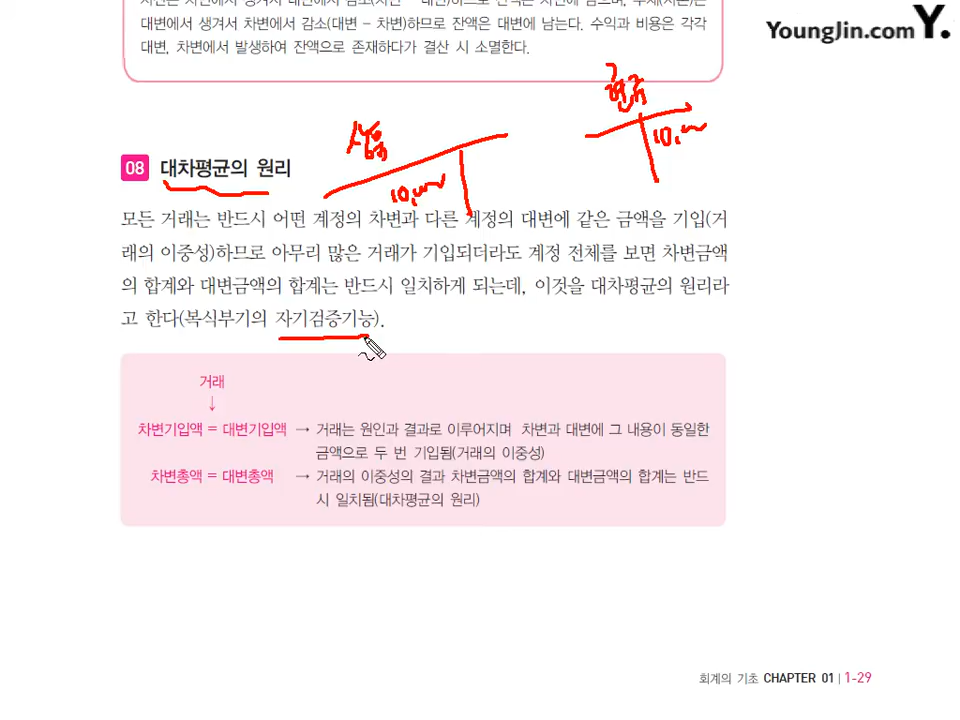 YoungJin.com Y.
대변에서 생겨서 차변에서 감소(대변 – 차변)하므로 잔액은 대변에 남는다. 수익과 비용은 각각
대변, 차변에서 발생하여 잔액으로 존재하다가 결산 시 소멸한다.
현금
10,
상품
10,
08 대차평균의 원리
모든 거래는 반드시 어떤 계정의 차변과 다른 계정의 대변에 같은 금액을 기입(거
래의 이중성)하므로 아무리 많은 거래가 기입되더라도 계정 전체를 보면 차변금액
의 합계와 대변금액의 합계는 반드시 일치하게 되는데, 이것을 대차평균의 원리라
고 한다(복식부기의 자기검증기능).
거래
↓
차변기입액 = 대변기입액 → 거래는 원인과 결과로 이루어지며 차변과 대변에 그 내용이 동일한
금액으로 두 번 기입됨(거래의 이중성)
차변총액 = 대변총액 → 거래의 이중성의 결과 차변금액의 합계와 대변금액의 합계는 반드
시 일치됨(대차평균의 원리)
회계의 기초 CHAPTER 01 | 1-29